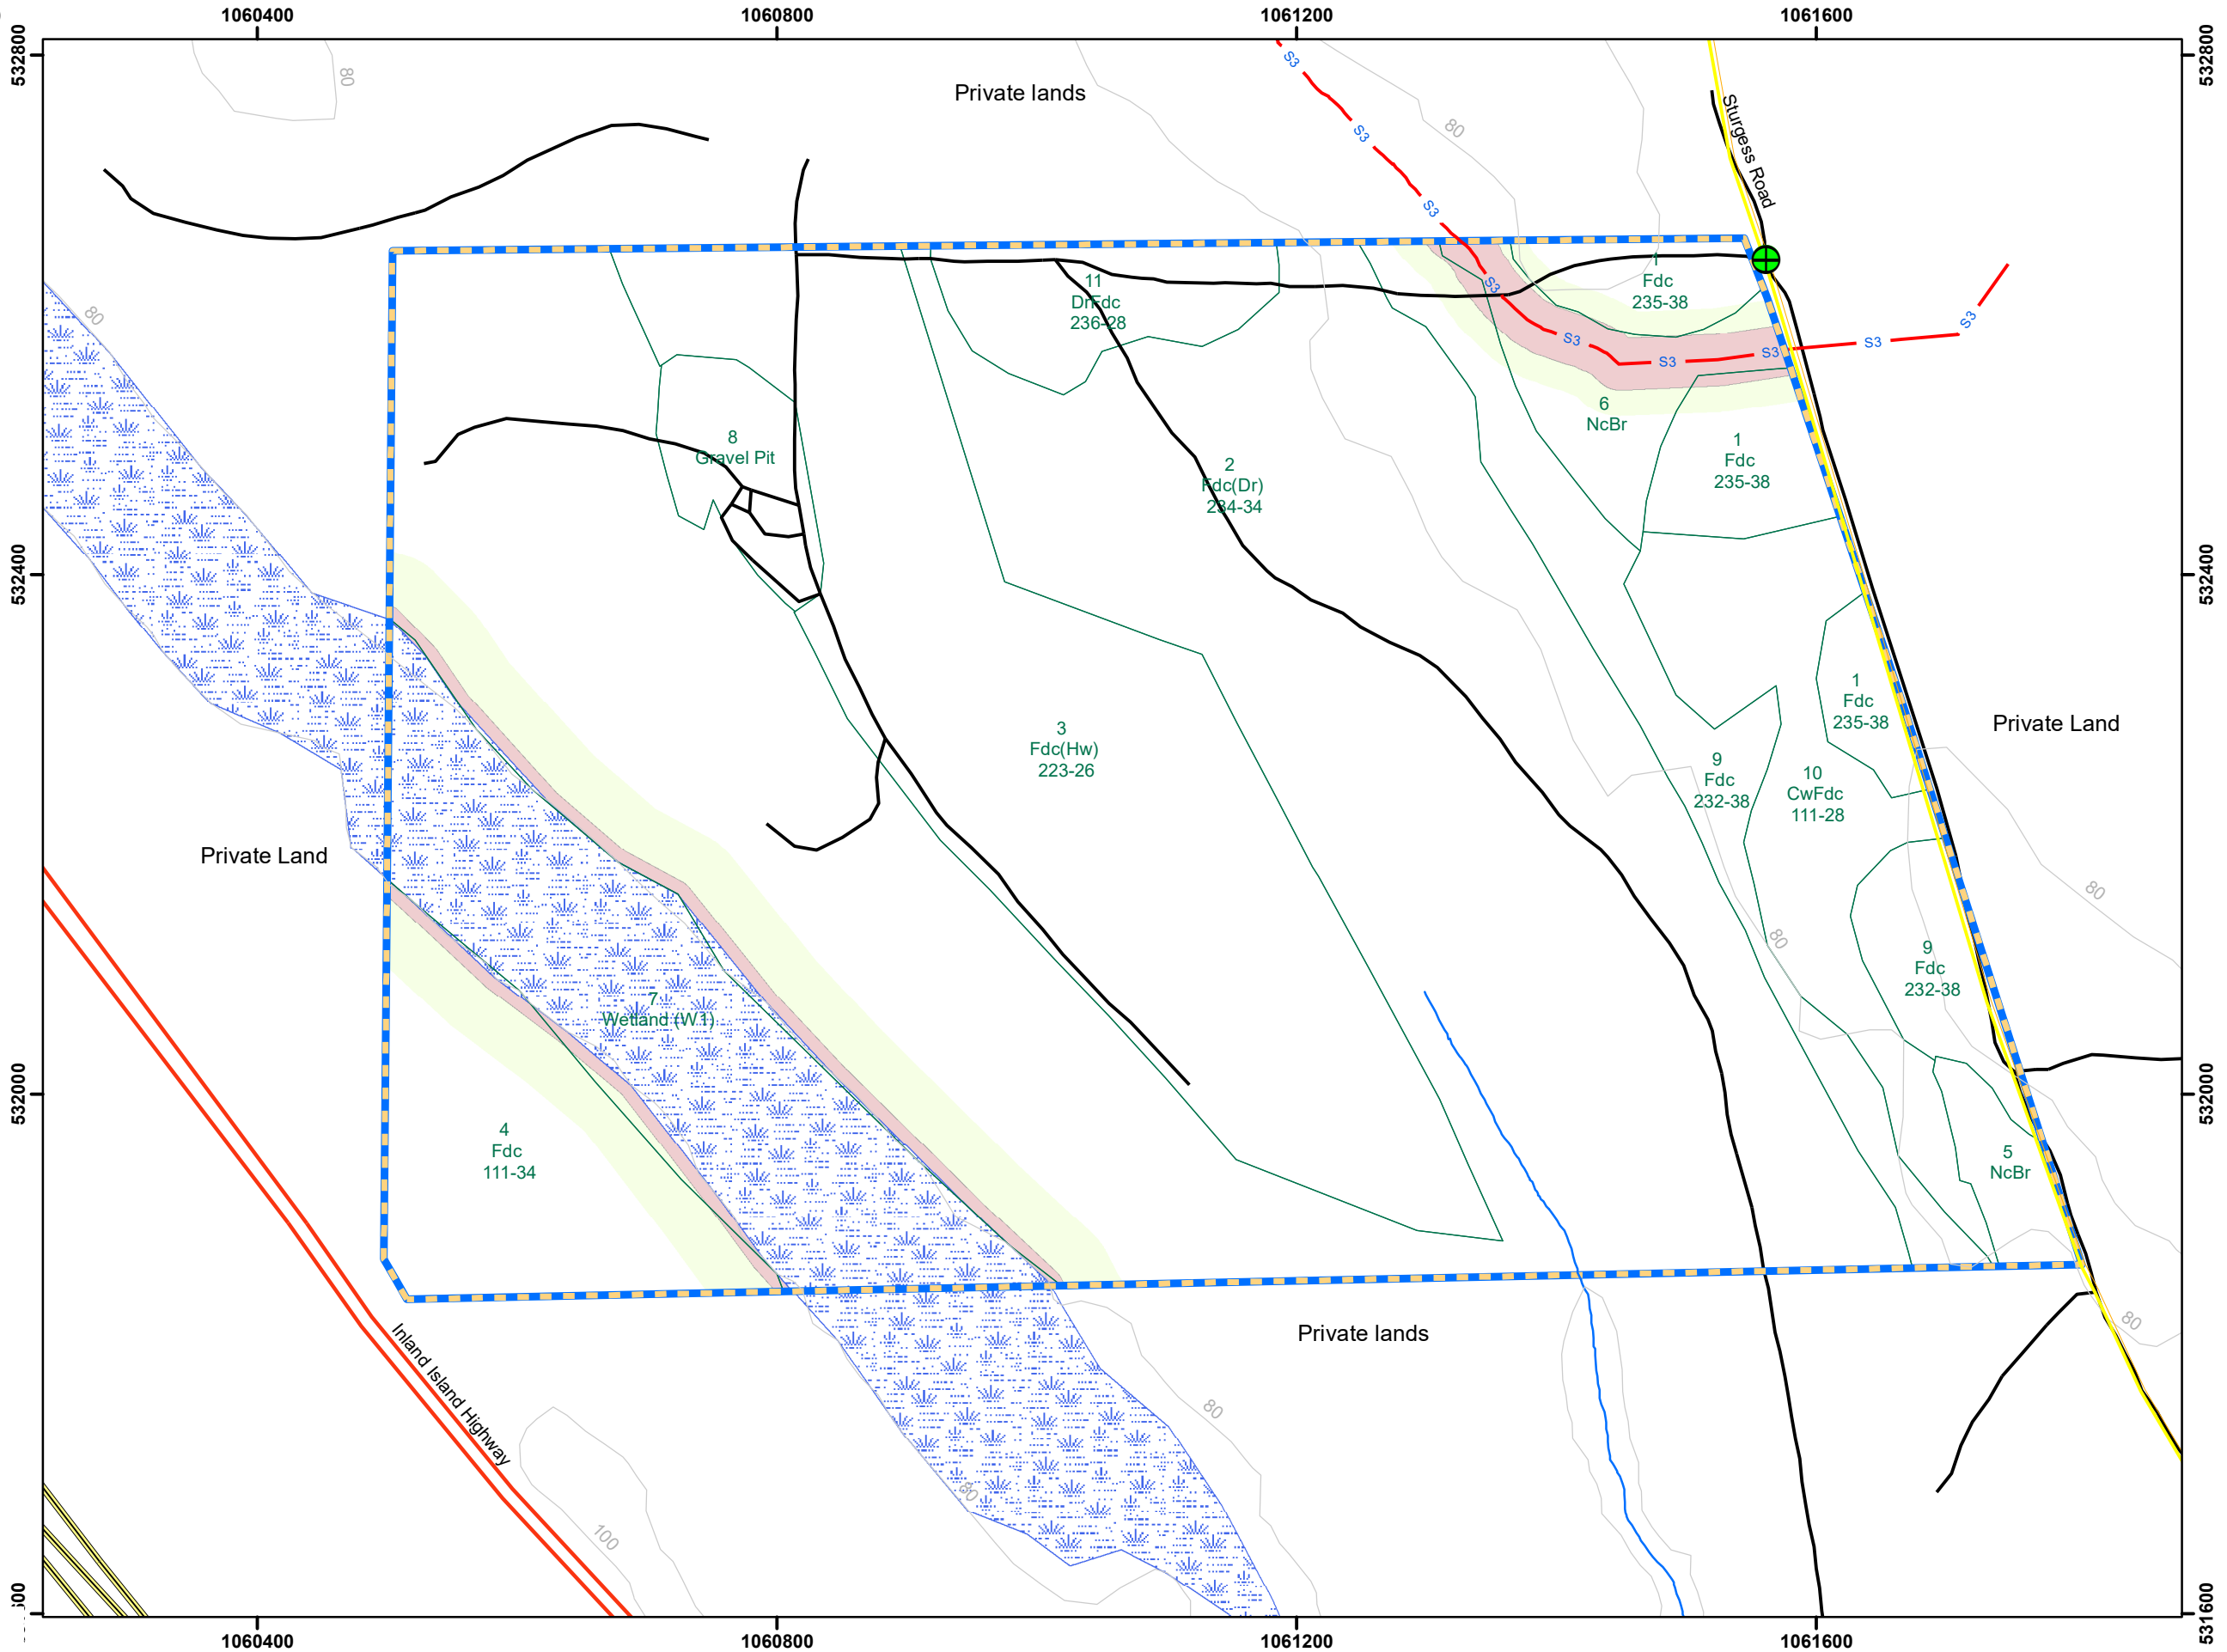 1060400
1060800
1061200
1061600
532800
532800
80
Private lands
S3
80
S3
Sturgess Road
S3
1
Fdc
235-38
11
DrFdc
236-28
S3
80
S3
S3
S3
S3
S3
6
NcBr
8
Gravel Pit
1
Fdc
235-38
2
Fdc(Dr)
234-34
532400
532400
1
Fdc
235-38
Private Land
3
Fdc(Hw)
223-26
9
Fdc
232-38
10
CwFdc
111-28
Private Land
80
80
9
Fdc
232-38
7
Wetland (W1)
532000
532000
4
Fdc
111-34
5
NcBr
80
Private lands
Inland Island Highway
80
80
100
531600
1060400
1060800
1061200
1061600